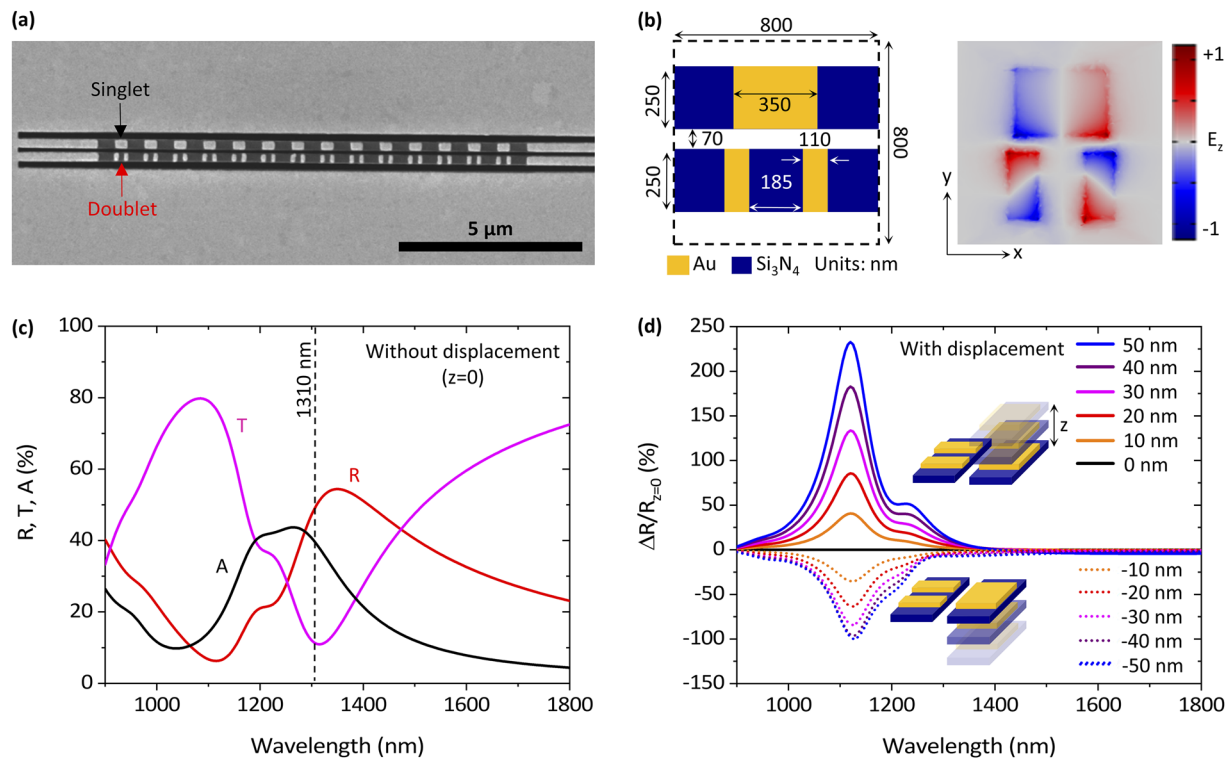 (a)
Singlet
Doublet
5 μm
(b)
800
250
350
70
110
800
250
185
Au Si₃N₄ Units: nm
y
x
+1
E_z
-1
(c)
100
80
60
40
20
0
R, T, A (%)
Without displacement
(z=0)
1310 nm
T
R
A
1000 1200 1400 1600 1800
Wavelength (nm)
(d)
250
200
150
100
50
0
-50
-100
-150
ΔR/R_z=0 (%)
With displacement
50 nm
40 nm
30 nm
20 nm
10 nm
0 nm
z
-10 nm
-20 nm
-30 nm
-40 nm
-50 nm
1000 1200 1400 1600 1800
Wavelength (nm)